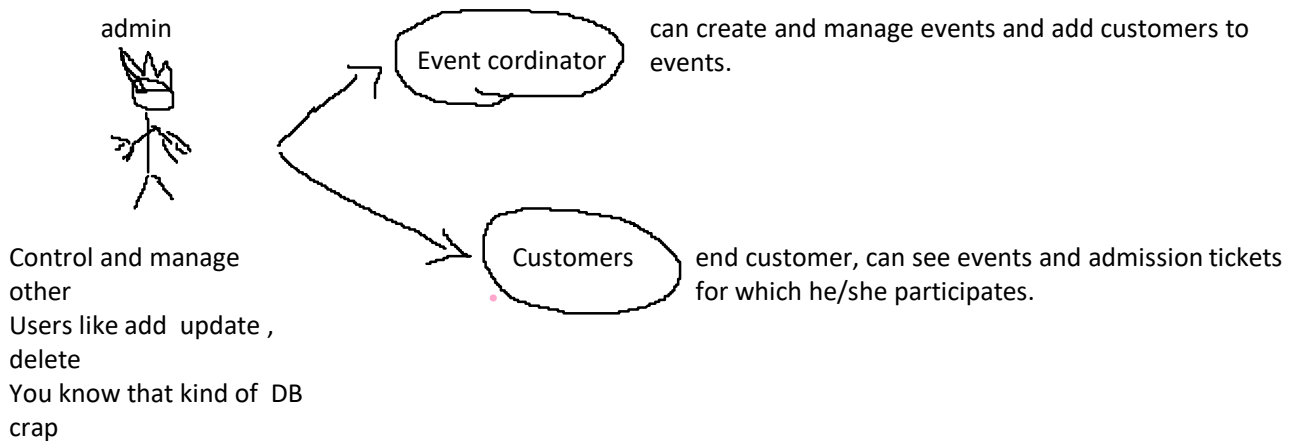 admin
Event cordinator
can create and manage events and add customers to
events.
Control and manage
other
Users like add  update ,
delete
You know that kind of  DB
crap
Customers
end customer, can see events and admission tickets
for which he/she participates.